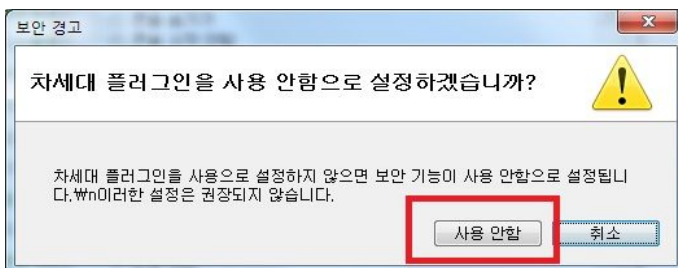 보안 경고
차세대 플러그인을 사용 안함으로 설정하겠습니까?
차세대 플러그인을 사용으로 설정하지 않으면 보안 기능이 사용 안함으로 설정됩니
다.₩n이러한 설정은 권장되지 않습니다.
사용 안함 취소